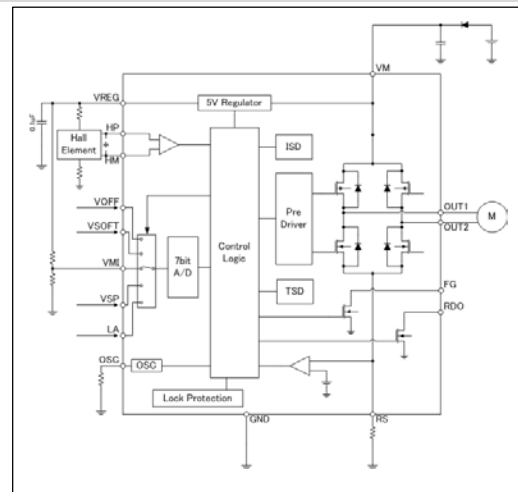 VM
VREG
5V Regulator
0.1uF
HP
Hall
Element
HM
ISD
VOFF
VSOFT
Pre
Driver
OUT1
M
OUT2
VMI
7bit
A/D
Control
Logic
VSP
TSD
FG
RDO
LA
OSC
OSC
Lock Protection
GND
RS